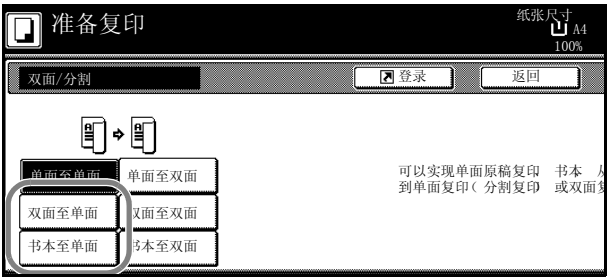 准备复印
纸张尺寸
A4
100%
双面/分割
登录
返回
单面至单面
单面至双面
双面至单面
双面至双面
书本至单面
书本至双面
可以实现单面原稿复印 书本
到单面复印(分割复印 或双面